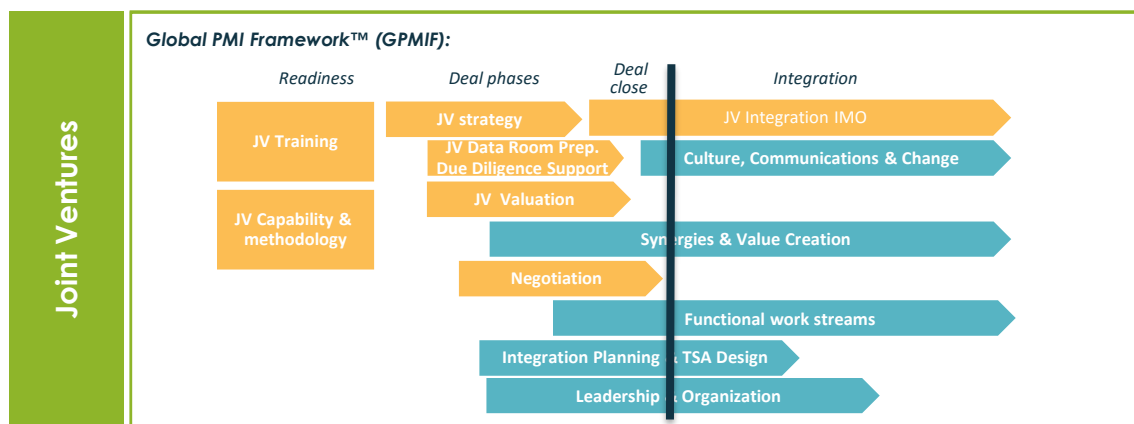 Joint Ventures
Global PMI Framework™ (GPMIF):
Readiness
Deal phases
Deal
close
Integration
JV Training
JV strategy
JV Integration IMO
JV Data Room Prep.
Due Diligence Support
Culture, Communications & Change
JV Capability &
methodology
JV Valuation
Synergies & Value Creation
Negotiation
Functional work streams
Integration Planning & TSA Design
Leadership & Organization